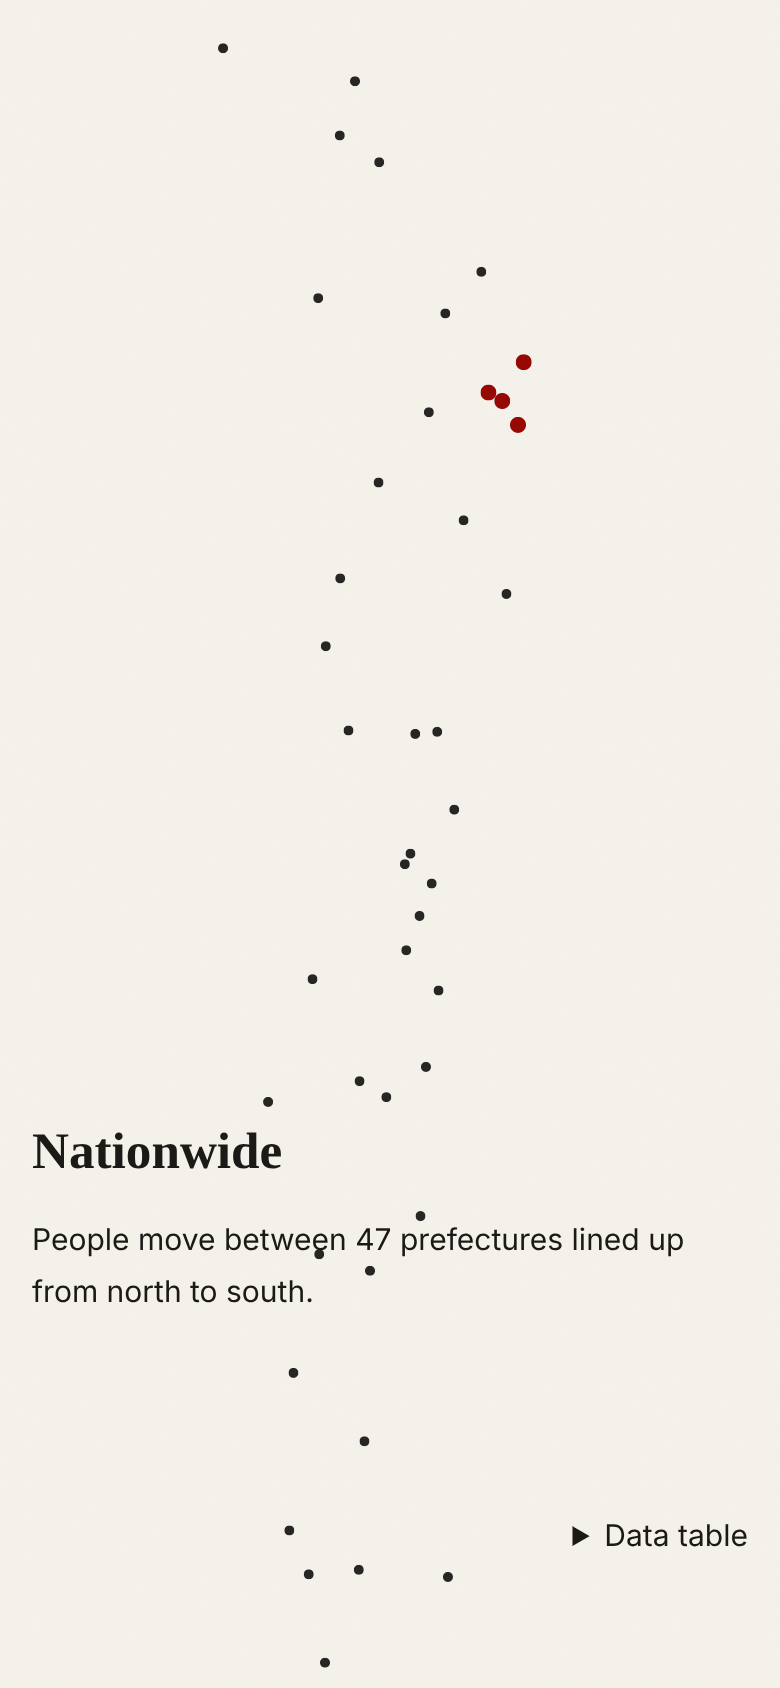 Nationwide
People move between 47 prefectures lined up
from north to south.
Data table